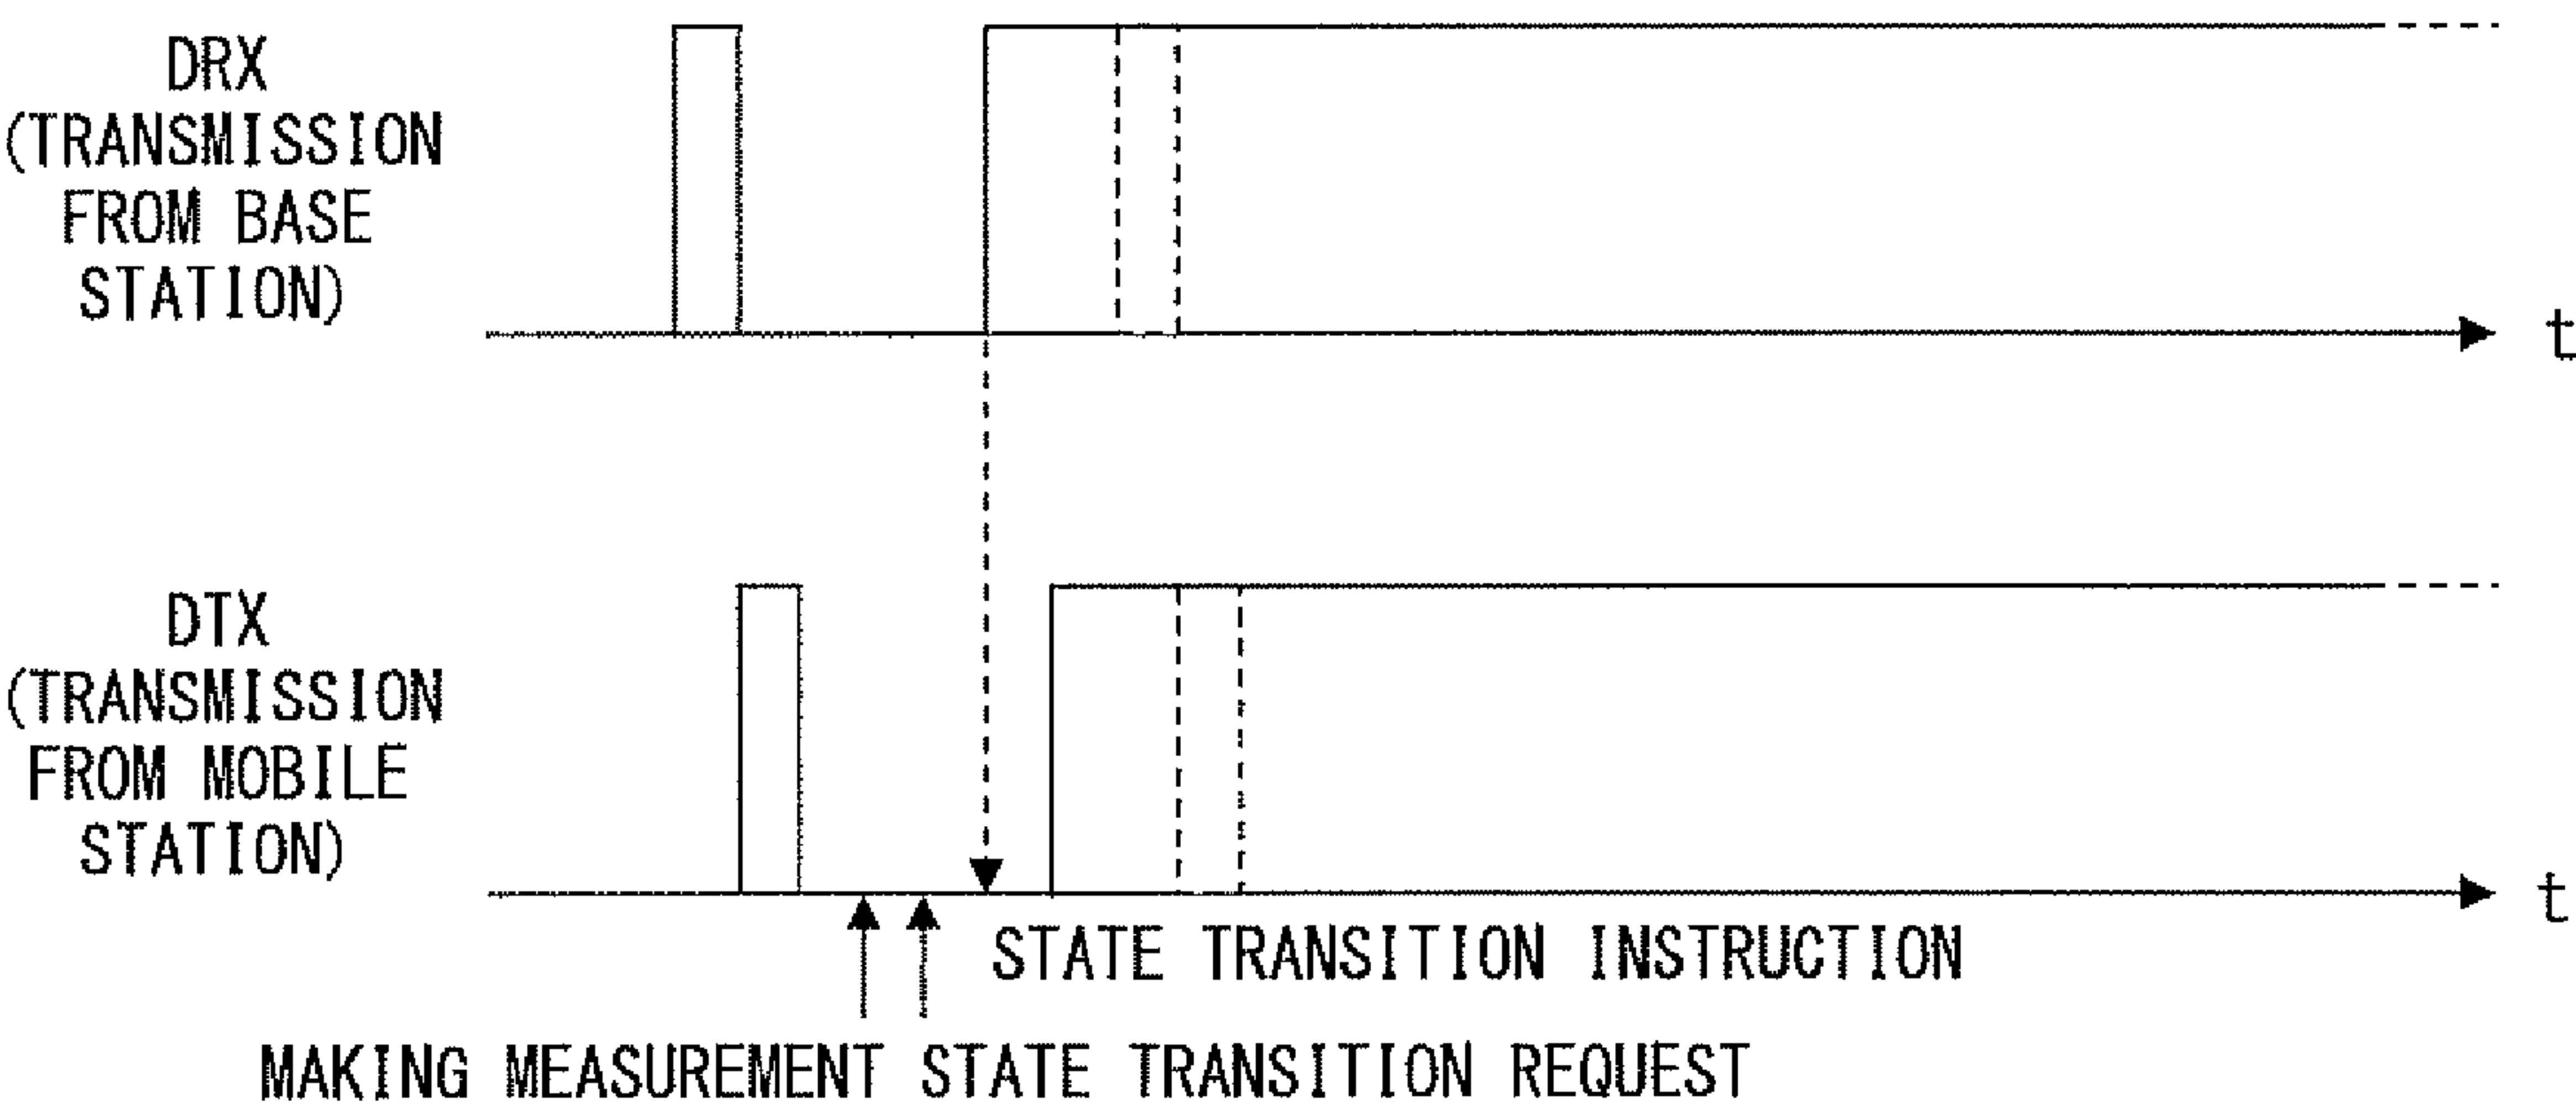 DRX
(TRANSMISSION
FROM BASE
STATION)
t
DTX
(TRANSMISSION
FROM MOBILE
STATION)
t
STATE TRANSITION INSTRUCTION
MAKING MEASUREMENT STATE TRANSITION REQUEST